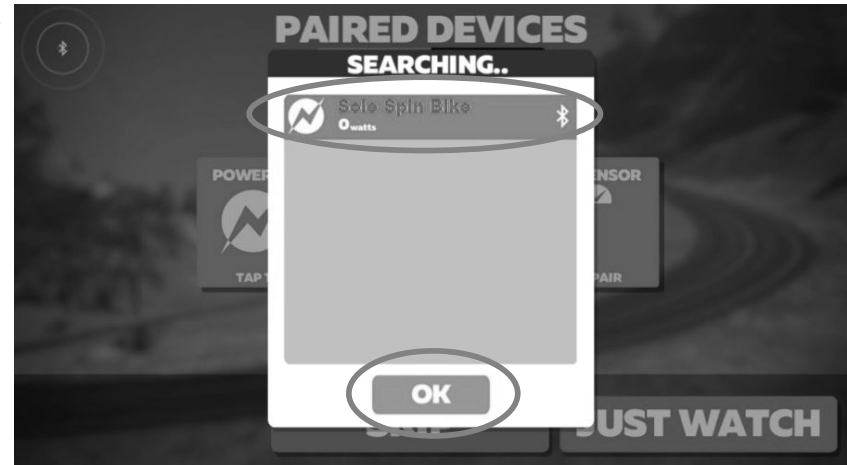 PAIRED DEVICES
SEARCHING..
Sole Spin Bike
0watts
POWER
NSOR
TAP T
PAIR
OK
JUST WATCH